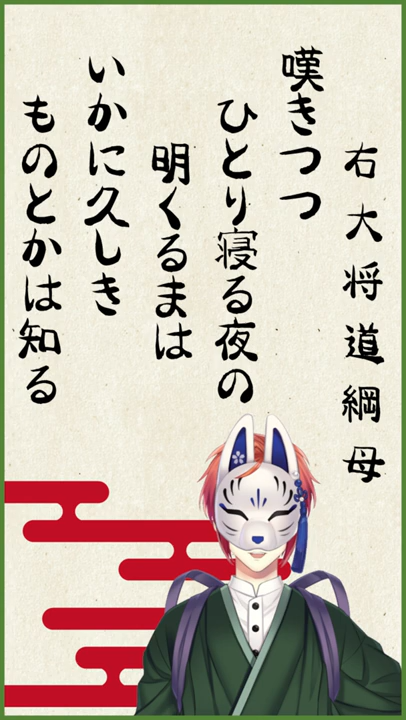 右大将道綱母
嘆きつつ
ひとり寝る夜の
明くるまは
いかに久しき
ものとかは知る